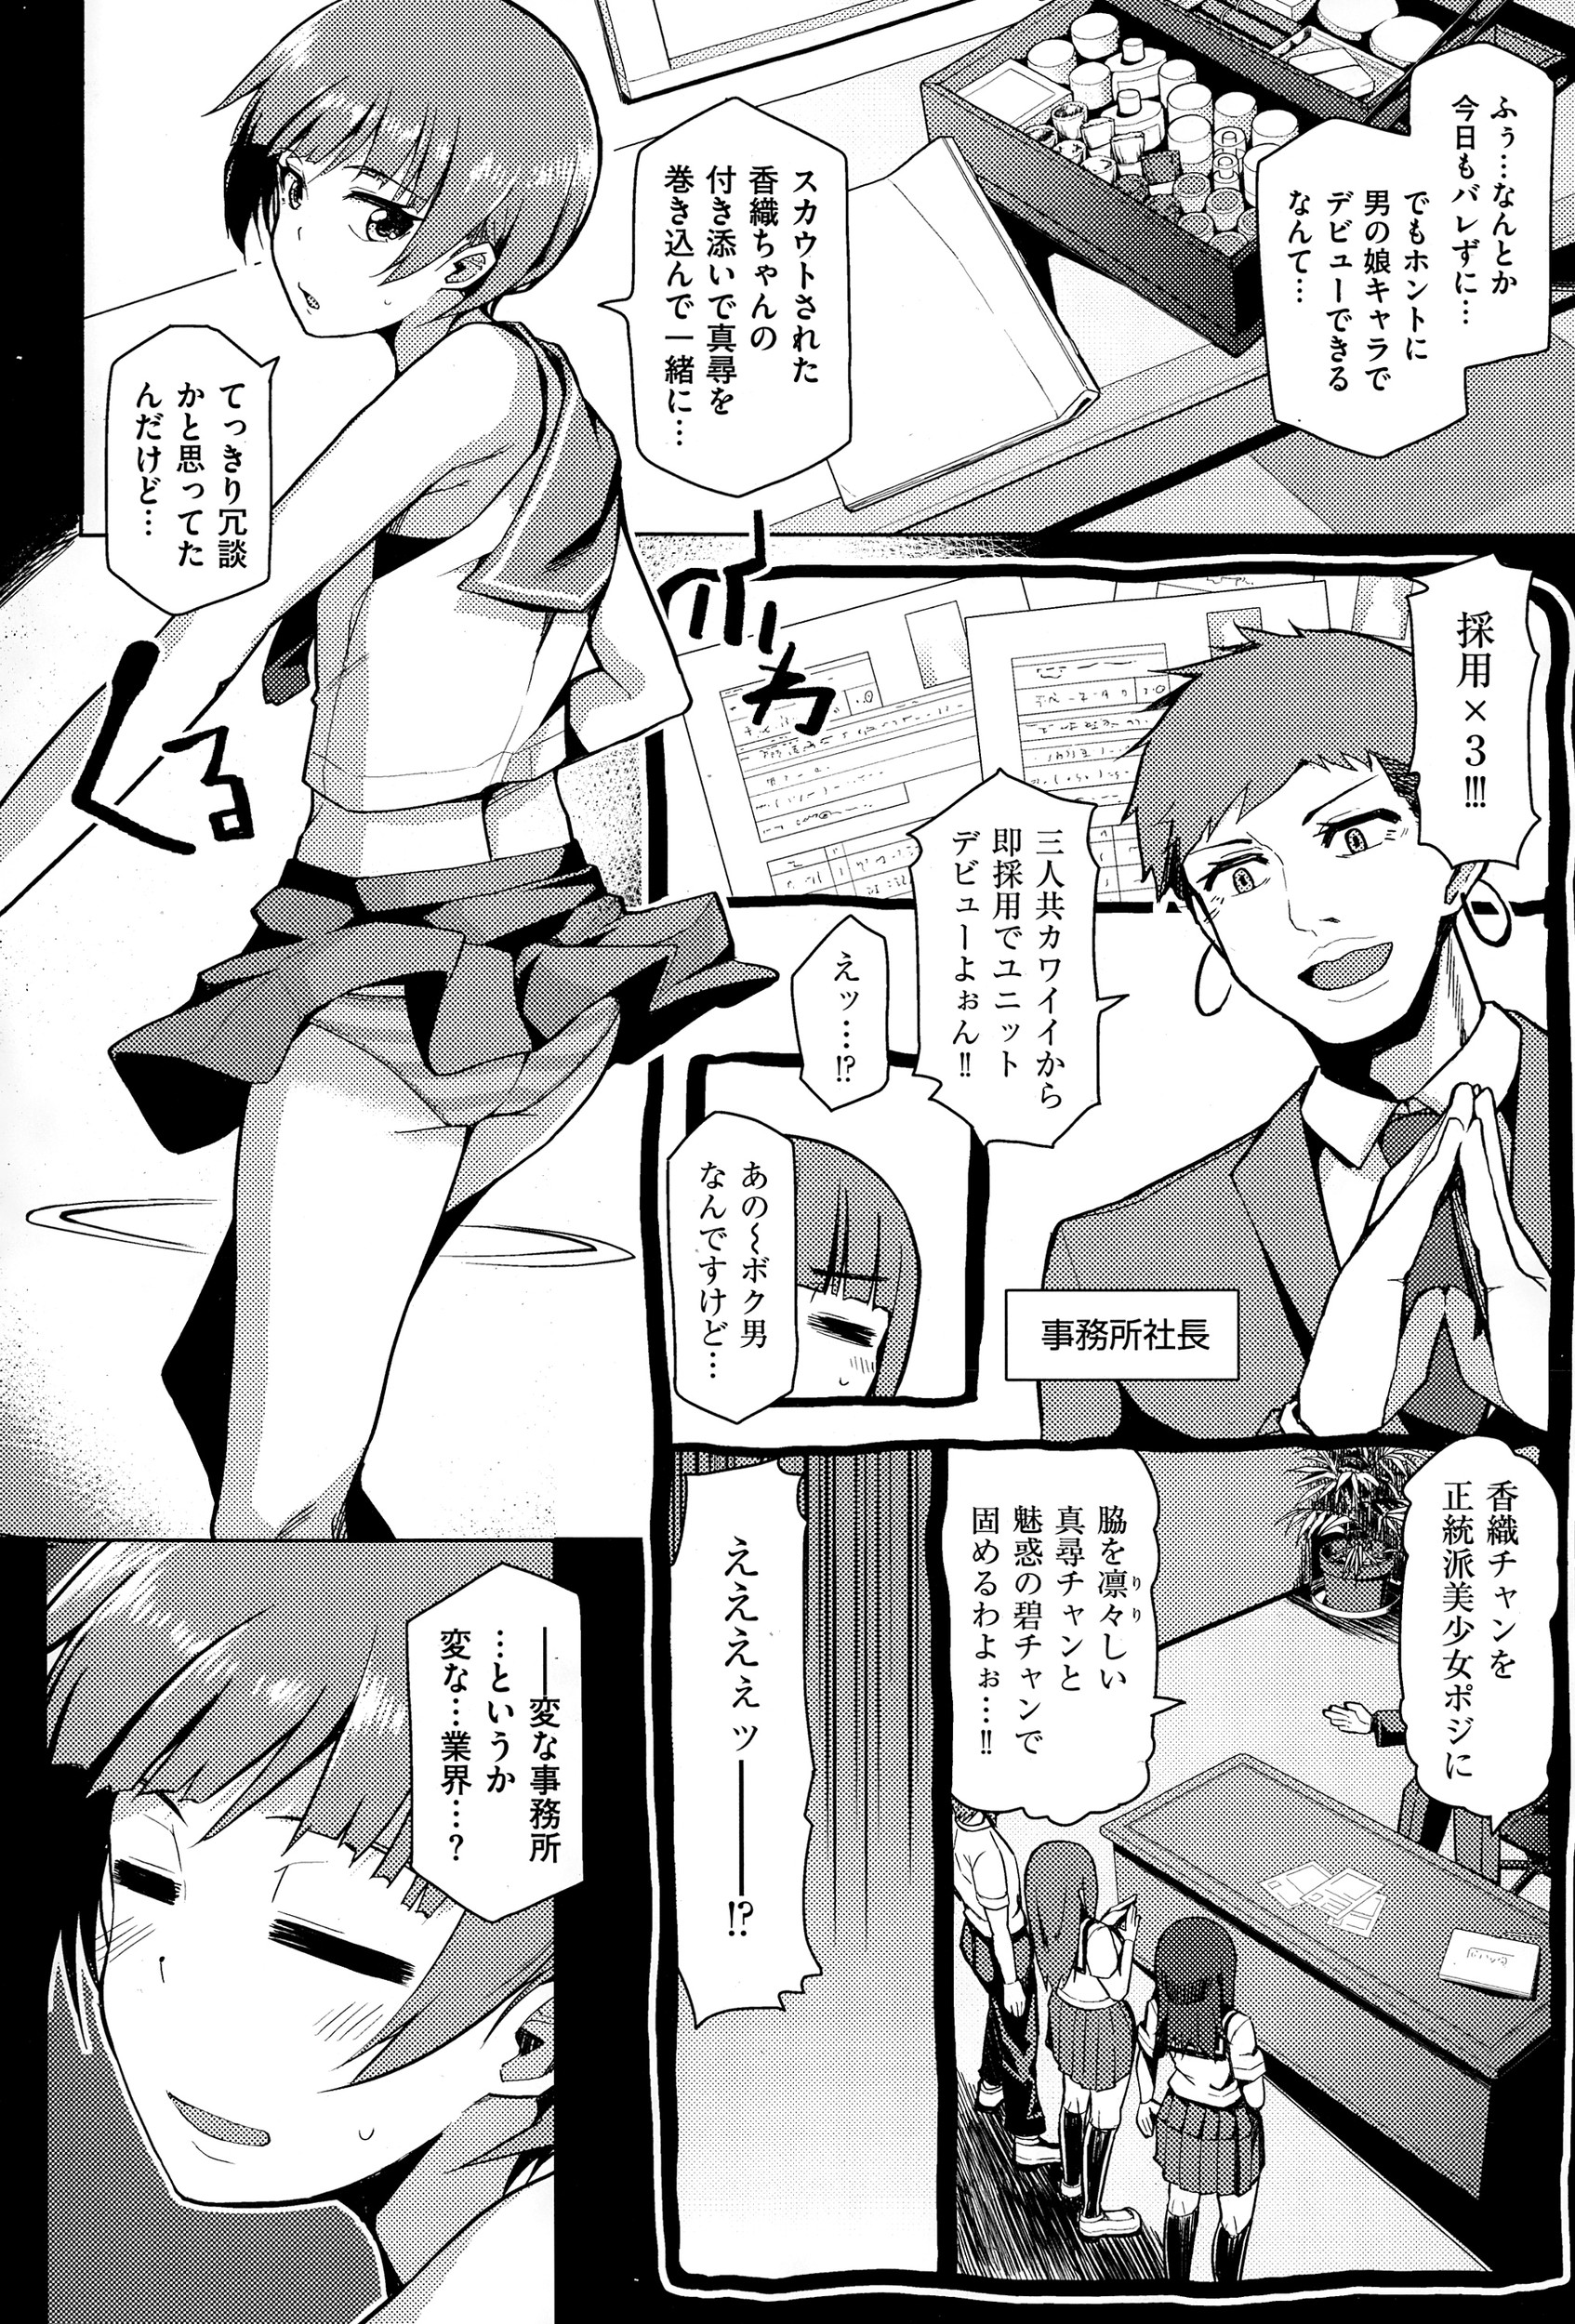 ふぅ…なんとか
今日もバレずに…
でもホントに
男の娘キャラで
デビューできる
なんて…
スカウトされた
香織ちゃんの
付き添いで真尋を
巻き込んで一緒に…
てっきり冗談
かと思ってた
んだけど…
くる
採用×3!!!
三人共カワイイから
即採用でユニット
デビューよぉん!!
えッ…!?
あの〜ボク男
なんですけど…
事務所社長
香織チャンを
正統派美少女ポジに
脇を凛々しい
りり
真尋チャンと
魅惑の碧チャンで
固めるわよぉ…!!
えええぇッ――――!?
――変な事務所
…というか
変な…業界…?